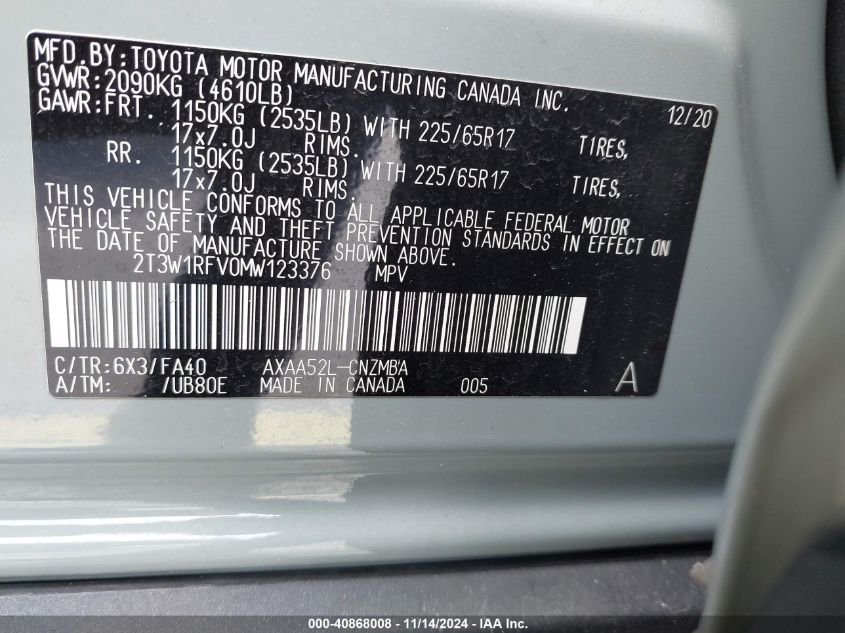 MFD. BY: TOYOTA MOTOR MANUFACTURING CANADA INC.
GVWR: 2090KG (4610LB) 12/20
GAWR: FRT. 1150KG (2535LB) WITH 225/65R17 TIRES,
17x7.0J RIMS.
RR. 1150KG (2535LB) WITH 225/65R17 TIRES,
17x7.0J RIMS.
THIS VEHICLE CONFORMS TO ALL APPLICABLE FEDERAL MOTOR
VEHICLE SAFETY AND THEFT PREVENTION STANDARDS IN EFFECT ON
THE DATE OF MANUFACTURE SHOWN ABOVE.
2T3W1RFV0MW123376 MPV
C/TR: 6X3/FA40 AXAA52L-CNZMBA
A/TM: /UB80E MADE IN CANADA 005 A
000-40868008 - 11/14/2024 - IAA Inc.